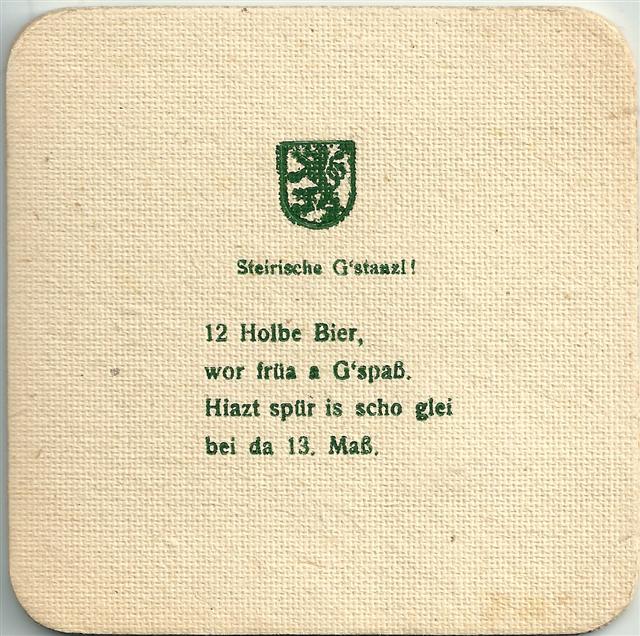 Steirische G'stanzl!
12 Holbe Bier,
wor früa a G'spaß.
Hiazt spür is scho glei
bei da 13. Maß.